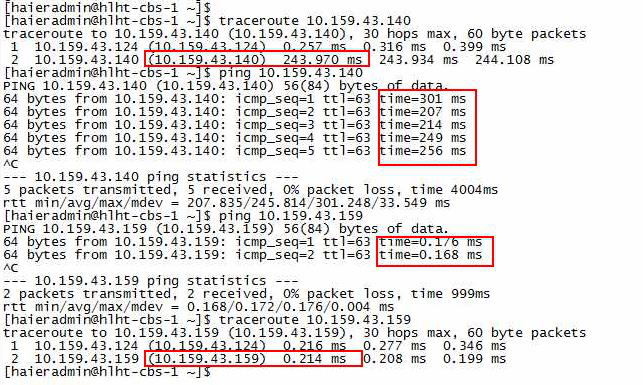 [haieradmin@hlht-cbs-1 ~]$
[haieradmin@hlht-cbs-1 ~]$ traceroute 10.159.43.140
traceroute to 10.159.43.140 (10.159.43.140), 30 hops max, 60 byte packets
1 10.159.43.124 (10.159.43.124) 0.257 ms 0.316 ms 0.399 ms
2 10.159.43.140 (10.159.43.140) 243.970 ms 243.934 ms 244.108 ms
[haieradmin@hlht-cbs-1 ~]$ ping 10.159.43.140
PING 10.159.43.140 (10.159.43.140) 56(84) bytes of data.
64 bytes from 10.159.43.140: icmp_seq=1 ttl=63 time=301 ms
64 bytes from 10.159.43.140: icmp_seq=2 ttl=63 time=207 ms
64 bytes from 10.159.43.140: icmp_seq=3 ttl=63 time=214 ms
64 bytes from 10.159.43.140: icmp_seq=4 ttl=63 time=249 ms
64 bytes from 10.159.43.140: icmp_seq=5 ttl=63 time=256 ms
^C
--- 10.159.43.140 ping statistics ---
5 packets transmitted, 5 received, 0% packet loss, time 4004ms
rtt min/avg/max/mdev = 207.835/245.814/301.248/33.549 ms
[haieradmin@hlht-cbs-1 ~]$ ping 10.159.43.159
PING 10.159.43.159 (10.159.43.159) 56(84) bytes of data.
64 bytes from 10.159.43.159: icmp_seq=1 ttl=63 time=0.176 ms
64 bytes from 10.159.43.159: icmp_seq=2 ttl=63 time=0.168 ms
^C
--- 10.159.43.159 ping statistics ---
2 packets transmitted, 2 received, 0% packet loss, time 999ms
rtt min/avg/max/mdev = 0.168/0.172/0.176/0.004 ms
[haieradmin@hlht-cbs-1 ~]$ traceroute 10.159.43.159
traceroute to 10.159.43.159 (10.159.43.159), 30 hops max, 60 byte packets
1 10.159.43.124 (10.159.43.124) 0.216 ms 0.277 ms 0.346 ms
2 10.159.43.159 (10.159.43.159) 0.214 ms 0.208 ms 0.199 ms
[haieradmin@hlht-cbs-1 ~]$